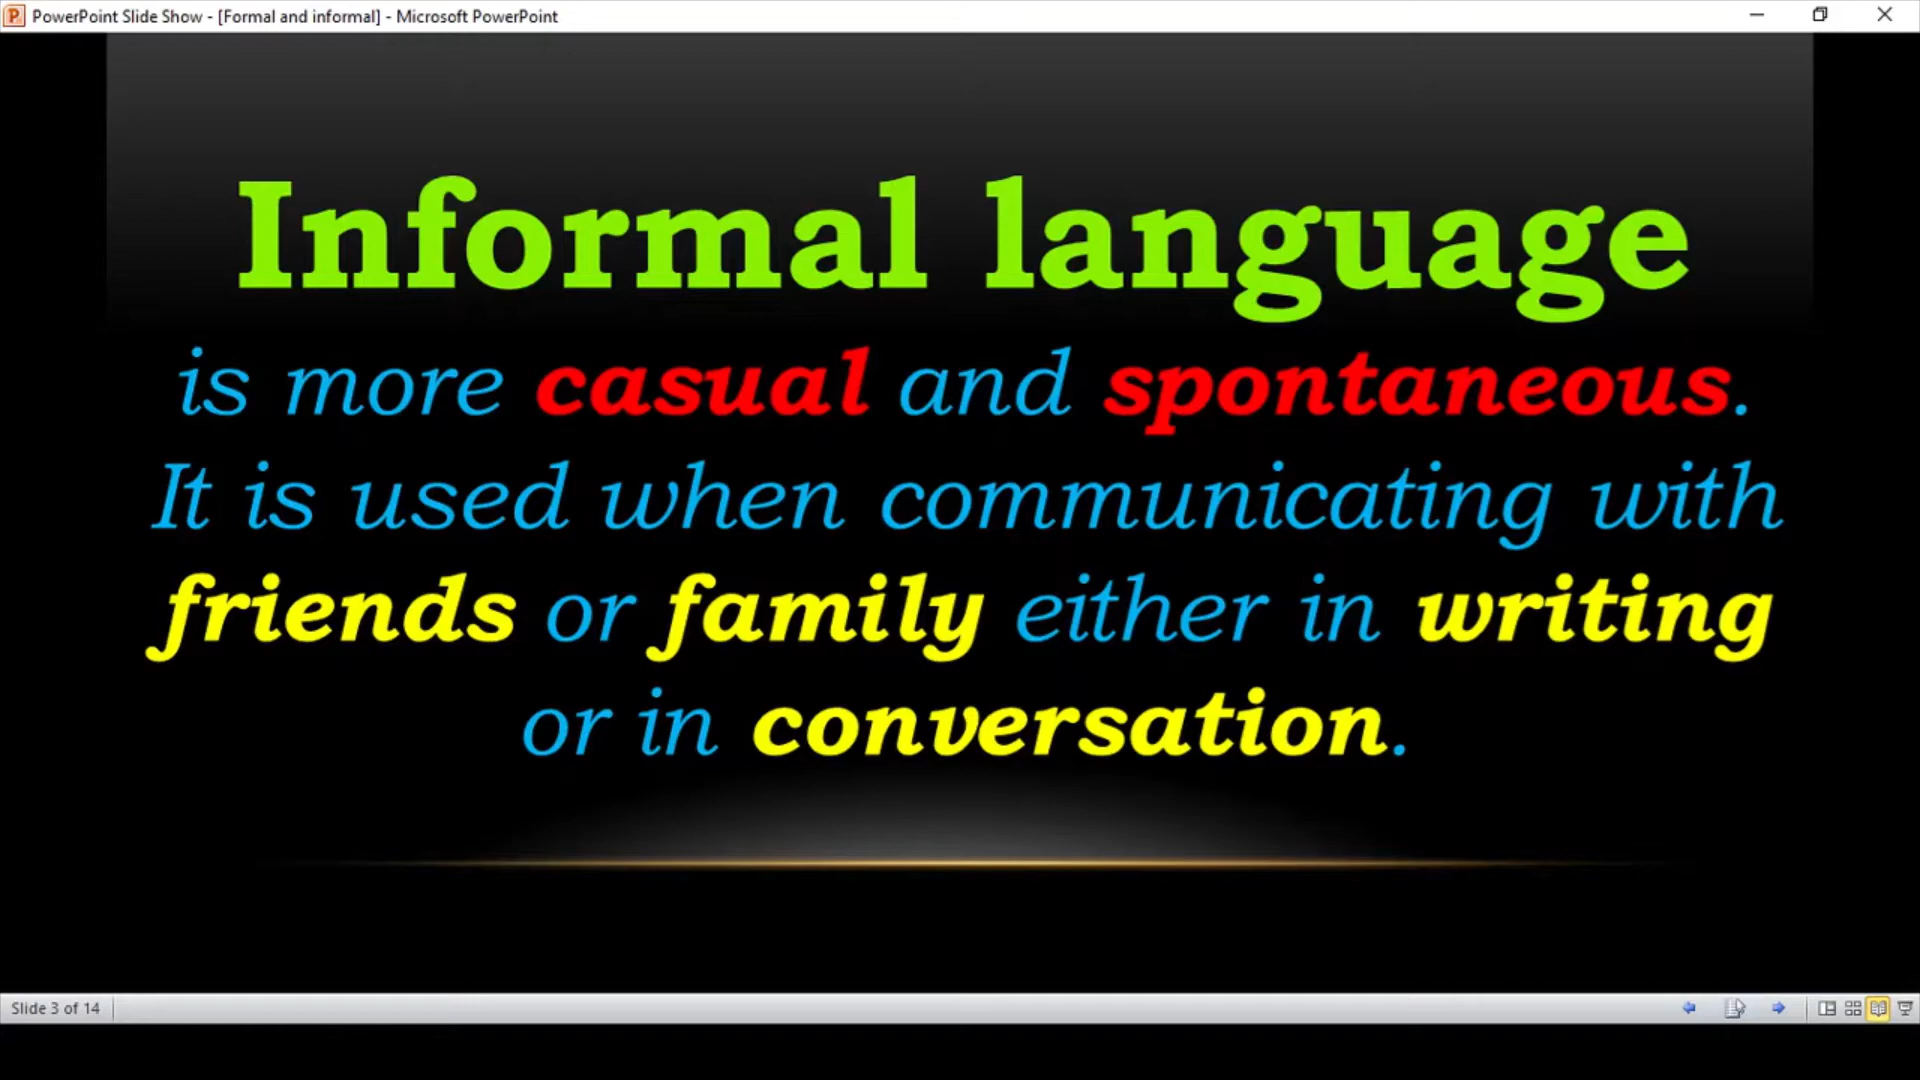 PowerPoint Slide Show - [Formal and informal] - Microsoft PowerPoint
Informal language
is more casual and spontaneous.
It is used when communicating with
friends or family either in writing
or in conversation.
Slide 3 of 14